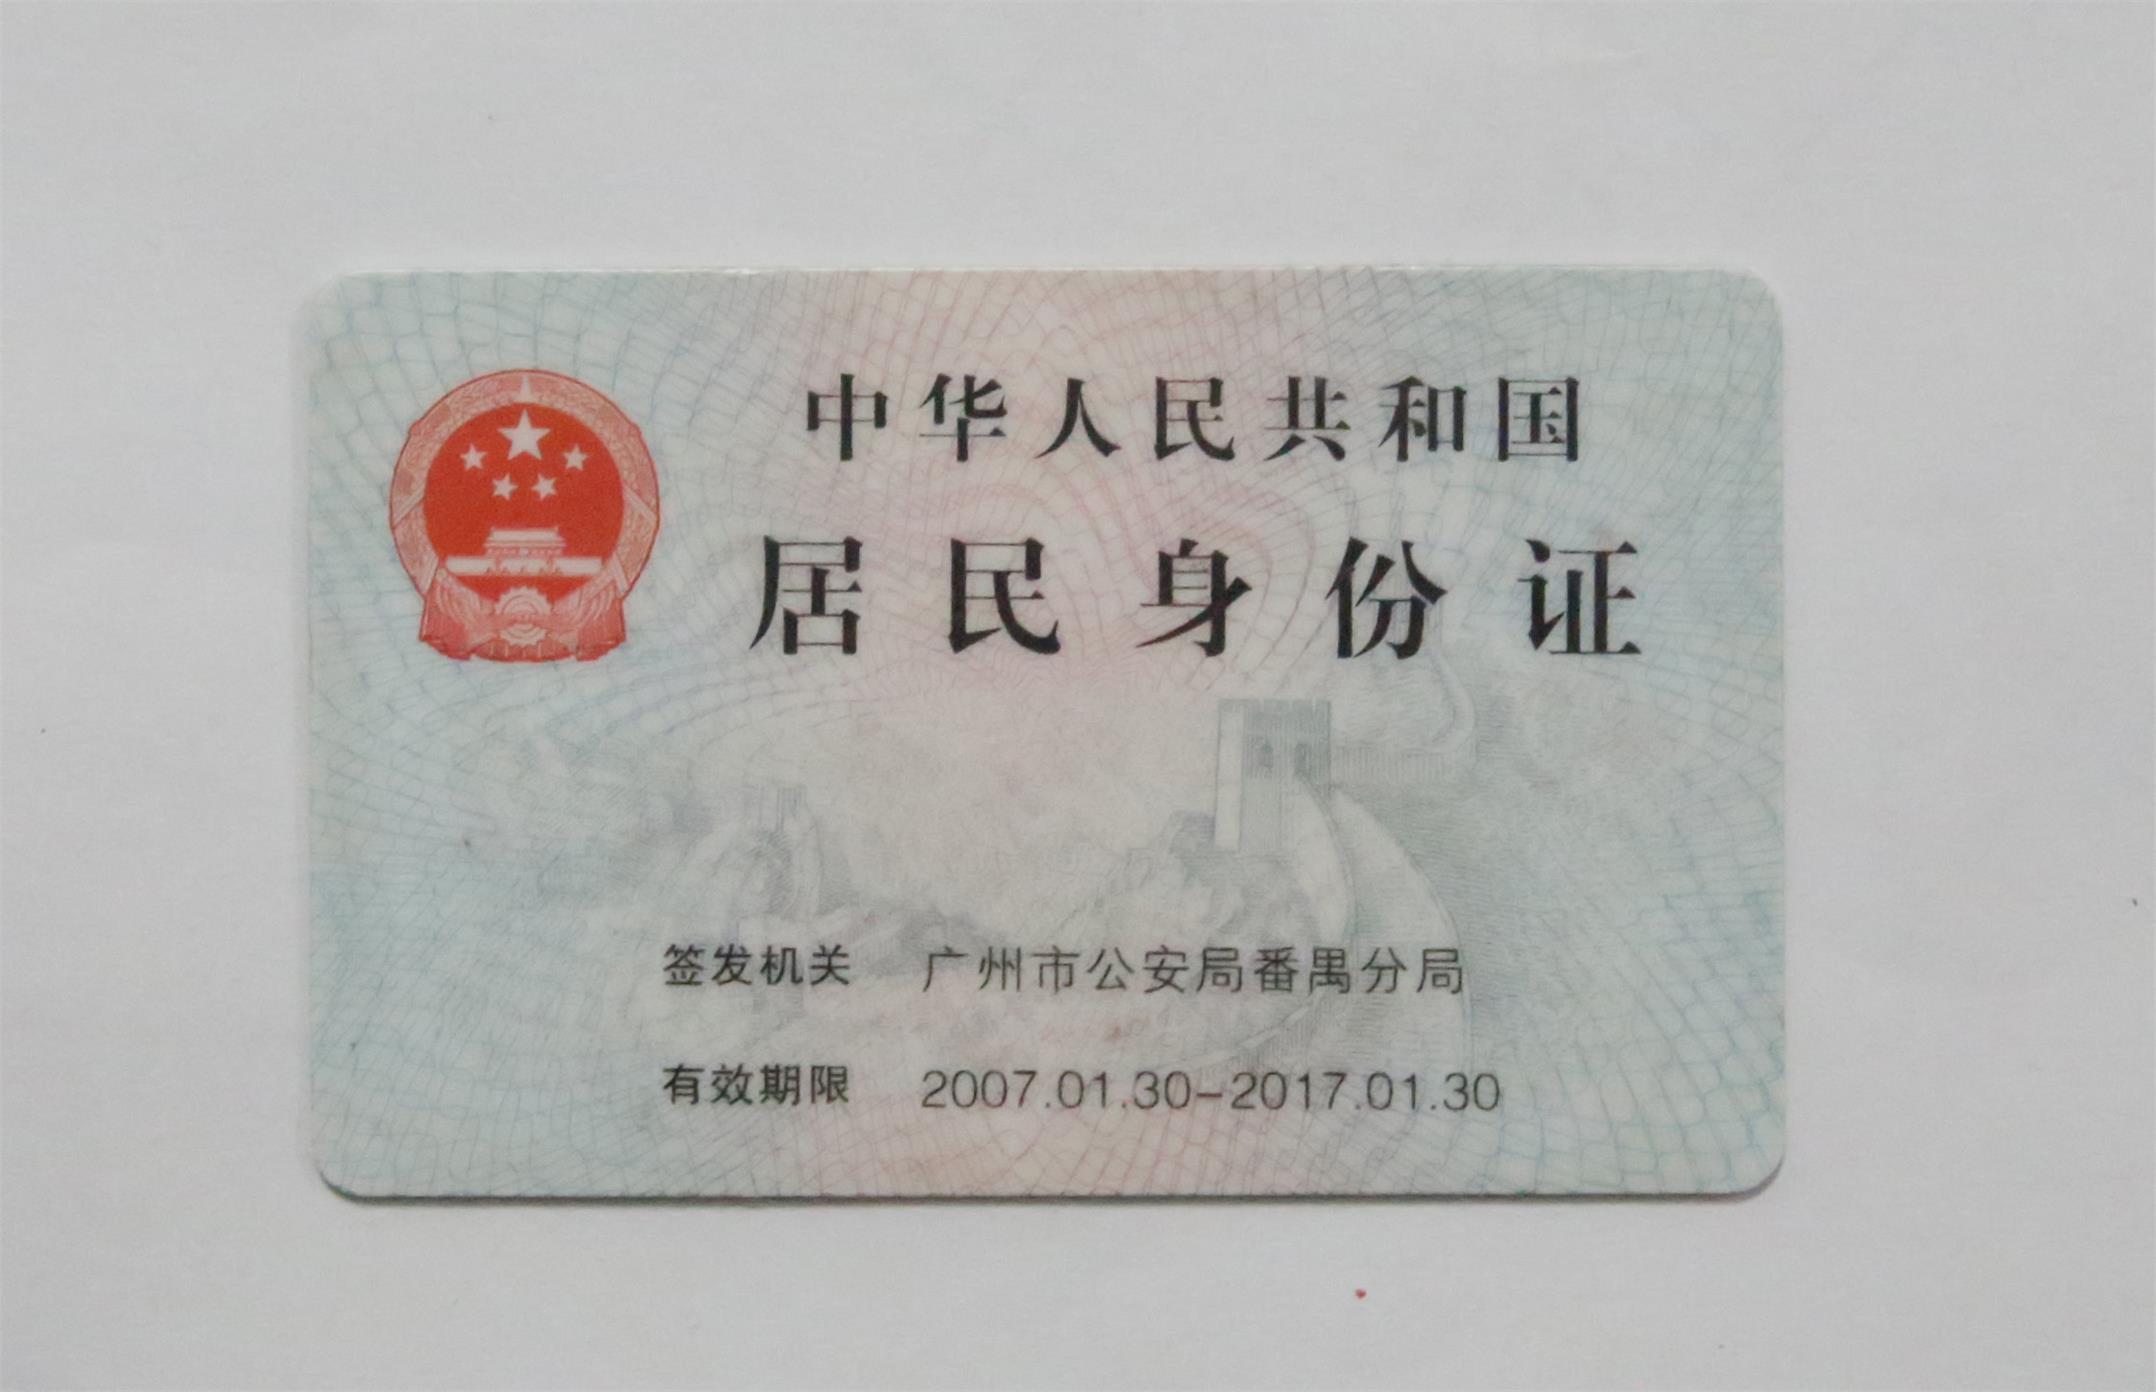 中华人民共和国
居民身份证
签发机关 广州市公安局番禺分局
有效期限 2007.01.30-2017.01.30